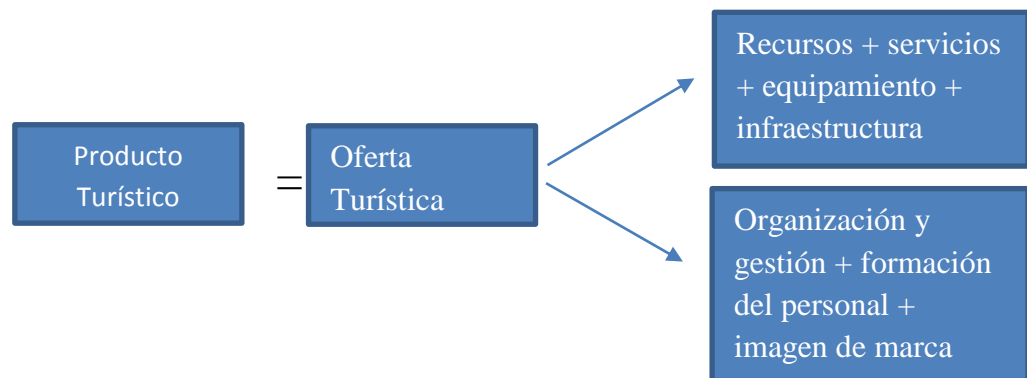 Producto
Turístico
=
Oferta
Turística
Recursos + servicios
+ equipamiento +
infraestructura
Organización y
gestión + formación
del personal +
imagen de marca